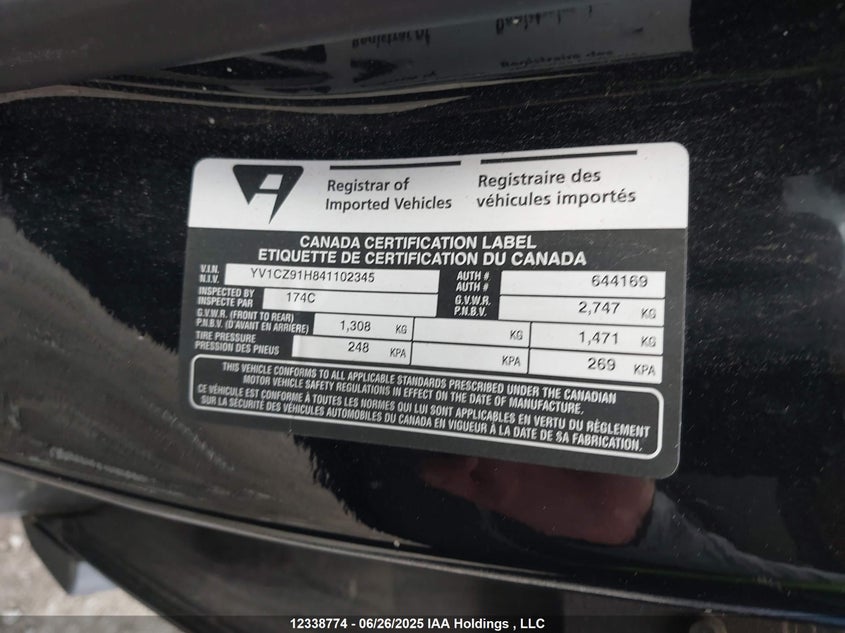 Registrar of
Imported Vehicles
Registraire des
véhicules importés
CANADA CERTIFICATION LABEL
ETIQUETTE DE CERTIFICATION DU CANADA
V.I.N. YV1CZ91H841102345 AUTH # 644169
N.I.V. AUTH #
INSPECTED BY 174C G.V.W.R. 2,747 KG
INSPECTE PAR P.N.B.V.
G.V.W.R. (FRONT TO REAR) 1,308 KG KG 1,471 KG
P.N.B.V. (D'AVANT EN ARRIÈRE)
TIRE PRESSURE 248 KPA KPA 269 KPA
PRESSION DES PNEUS
THIS VEHICLE CONFORMS TO ALL APPLICABLE STANDARDS PRESCRIBED UNDER THE CANADIAN
MOTOR VEHICLE SAFETY REGULATIONS IN EFFECT ON THE DATE OF MANUFACTURE.
CE VÉHICULE EST CONFORME À TOUTES LES NORMES QUI LUI SONT APPLICABLES EN VERTU DU RÈGLEMENT
SUR LA SÉCURITÉ DES VÉHICULES AUTOMOBILES DU CANADA EN VIGUEUR À LA DATE DE SA FABRICATION.
12338774 - 06/26/2025 IAA Holdings , LLC